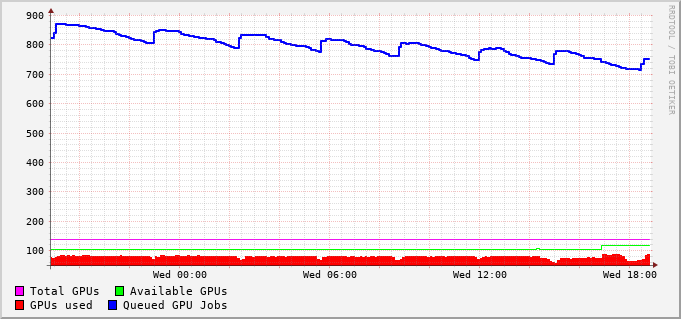 900
800
700
600
500
400
300
200
100
Wed 00:00 Wed 06:00 Wed 12:00 Wed 18:00
Total GPUs Available GPUs
GPUs used Queued GPU Jobs
RRDTOOL / TOBI OETIKER